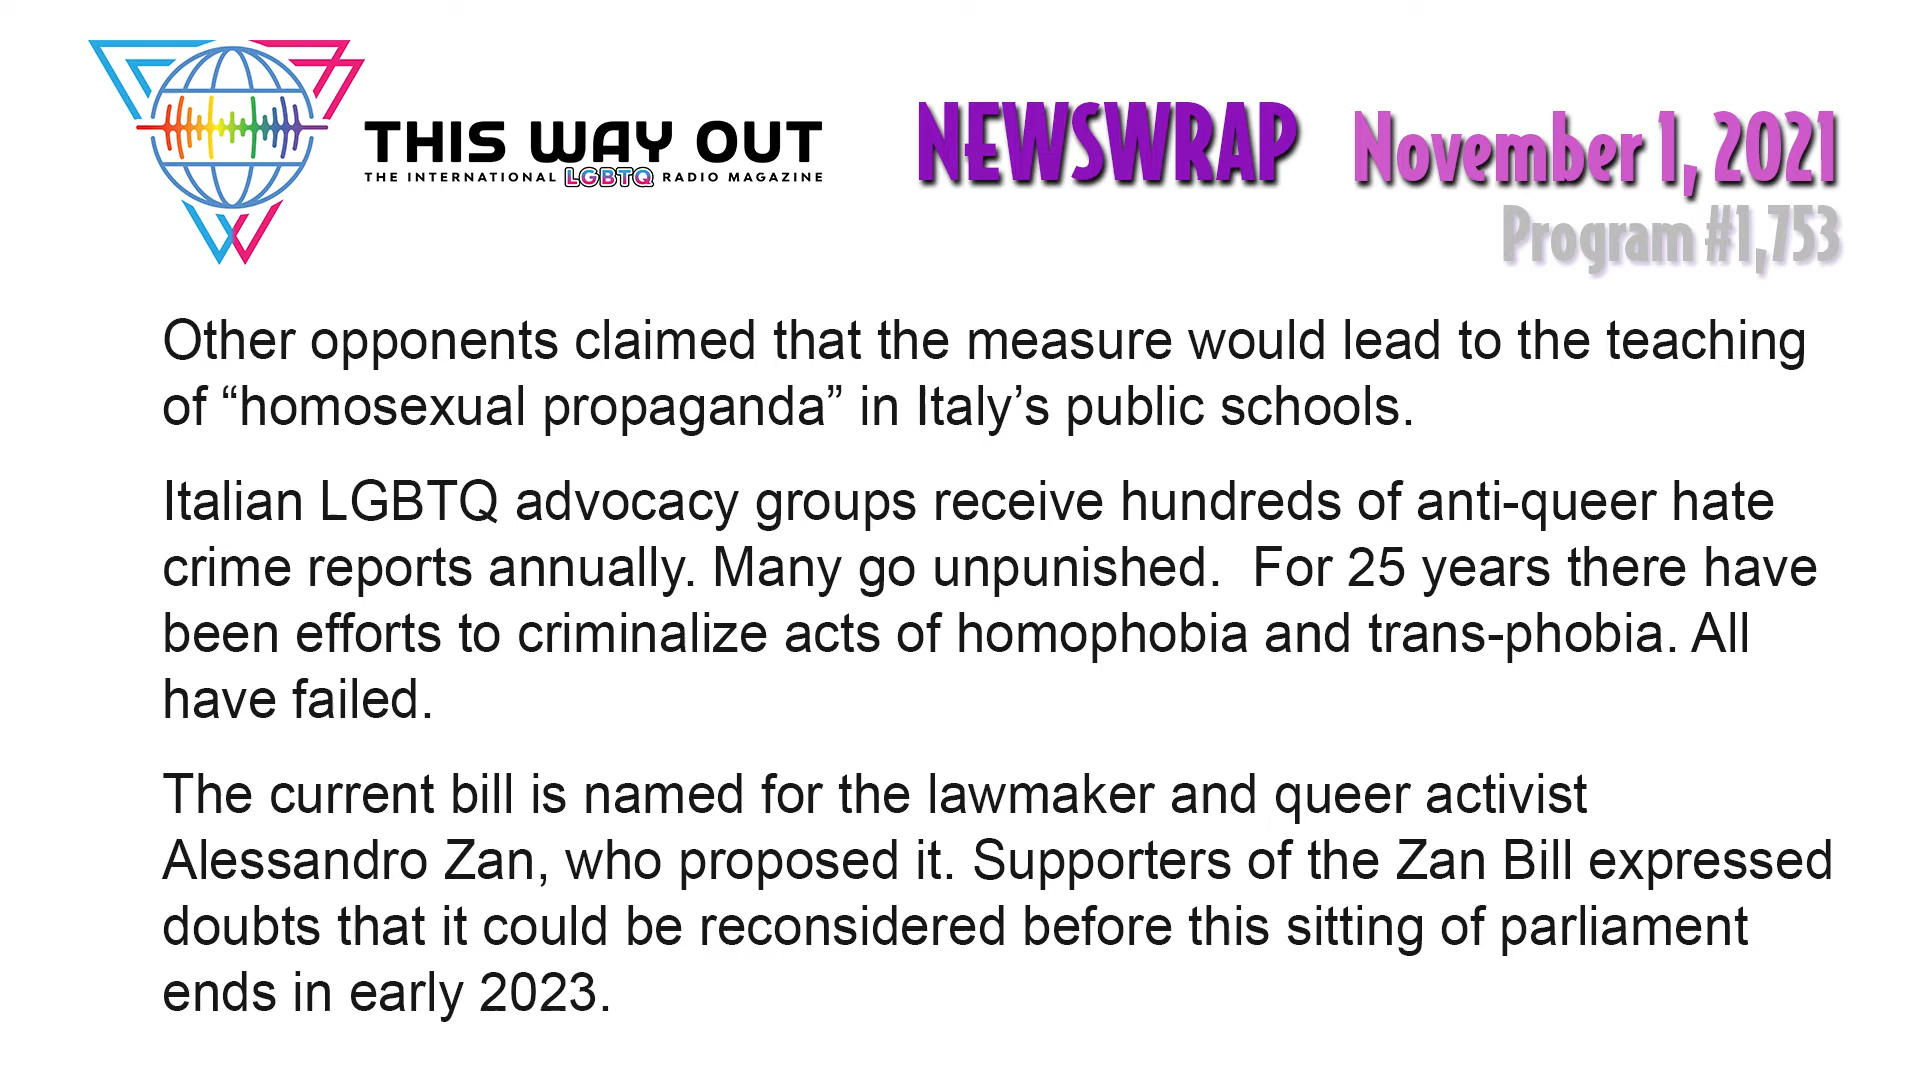 THIS WAY OUT
THE INTERNATIONAL LGBTQ RADIO MAGAZINE
NEWSWRAP
November 1, 2021
Program #1,753
Other opponents claimed that the measure would lead to the teaching
of “homosexual propaganda” in Italy’s public schools.
Italian LGBTQ advocacy groups receive hundreds of anti-queer hate
crime reports annually. Many go unpunished.  For 25 years there have
been efforts to criminalize acts of homophobia and trans-phobia. All
have failed.
The current bill is named for the lawmaker and queer activist
Alessandro Zan, who proposed it. Supporters of the Zan Bill expressed
doubts that it could be reconsidered before this sitting of parliament
ends in early 2023.